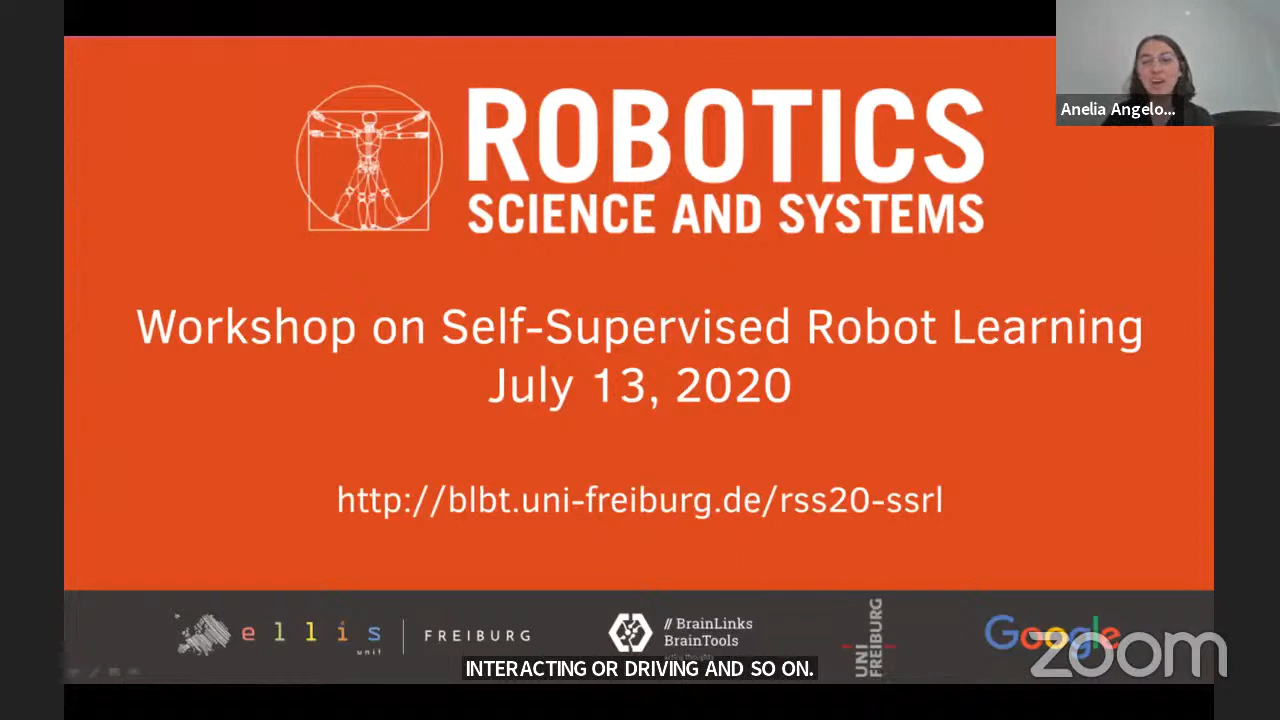 ROBOTICS
SCIENCE AND SYSTEMS
Anelia Angelo...
Workshop on Self-Supervised Robot Learning
July 13, 2020
http://blbt.uni-freiburg.de/rss20-ssrl
ellis
unit
FREIBURG
// BrainLinks
BrainTools
UNI
FREIBURG
Google
zoom
INTERACTING OR DRIVING AND SO ON.